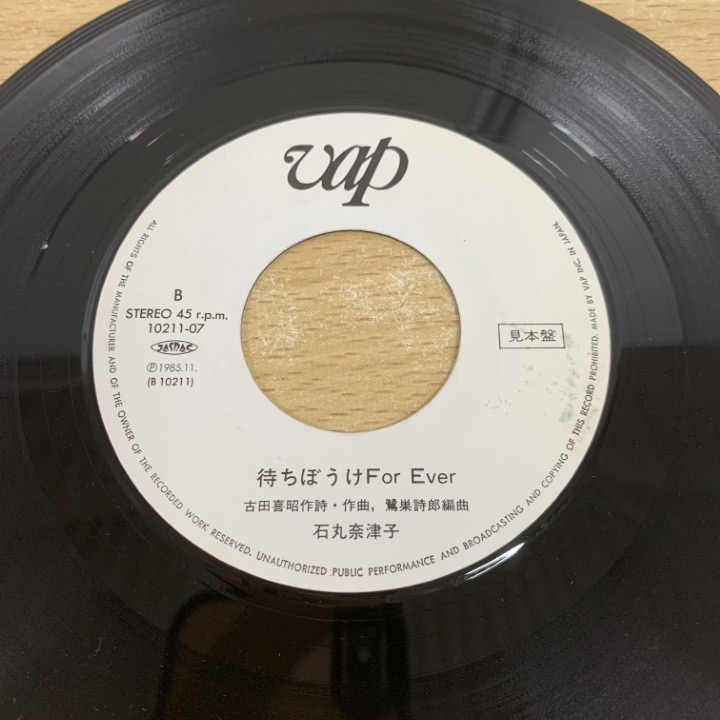 vap
B
STEREO 45 r.p.m.
10211-07
JASRAC
Ⓟ1985.11.
(B 10211)
見本盤
待ちぼうけFor Ever
古田喜昭作詩・作曲, 鷺巣詩郎編曲
石丸奈津子
ALL RIGHTS OF THE MANUFACTURER AND OF THE OWNER OF THE RECORDED WORK RESERVED. UNAUTHORIZED PUBLIC PERFORMANCE AND BROADCASTING AND COPYING OF THIS RECORD PROHIBITED. MADE BY VAP INC. IN JAPAN.